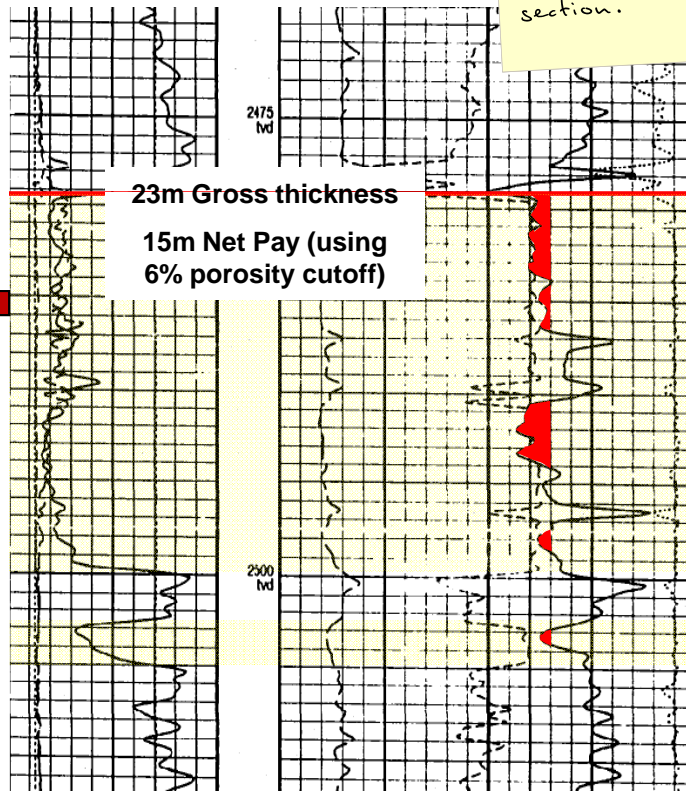 section.
2475
tvd
23m Gross thickness
15m Net Pay (using
6% porosity cutoff)
2500
tvd